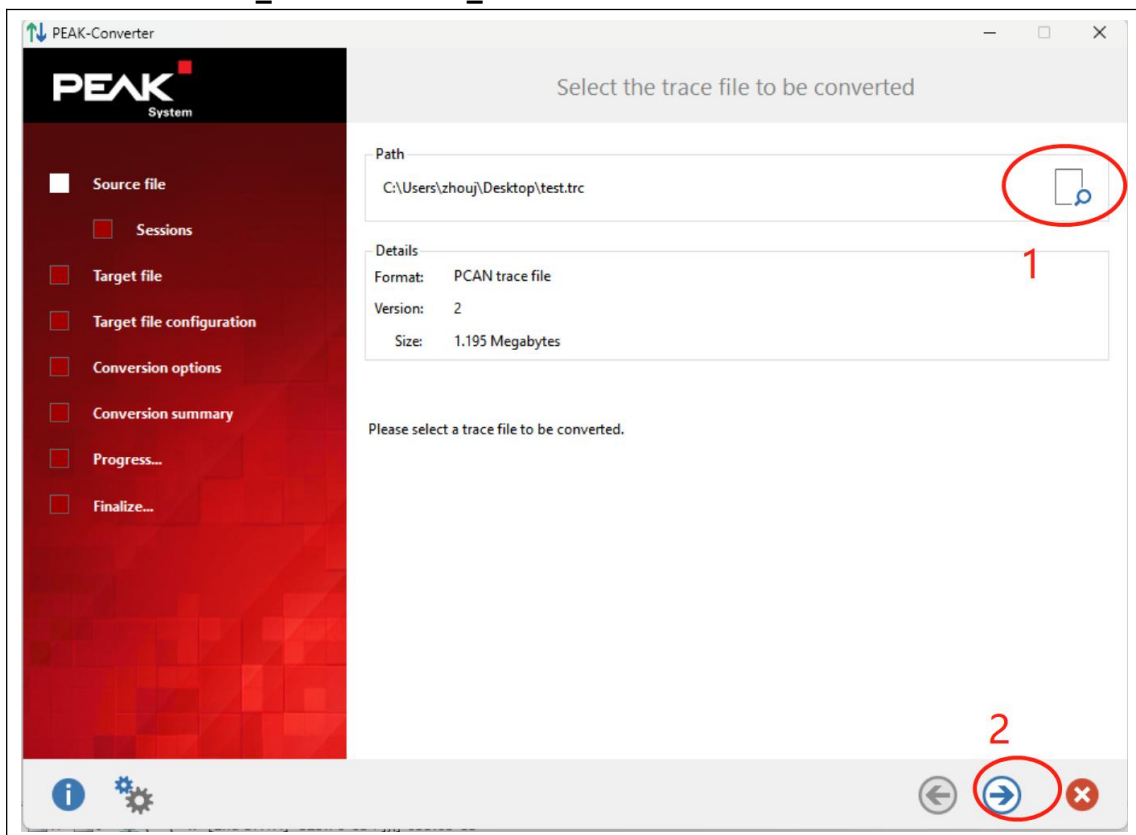 PEAK-Converter
PEAK
System
Select the trace file to be converted
Source file
Sessions
Target file
Target file configuration
Conversion options
Conversion summary
Progress...
Finalize...
Path
C:\Users\zhouj\Desktop\test.trc
1
Details
Format: PCAN trace file
Version: 2
Size: 1.195 Megabytes
Please select a trace file to be converted.
2